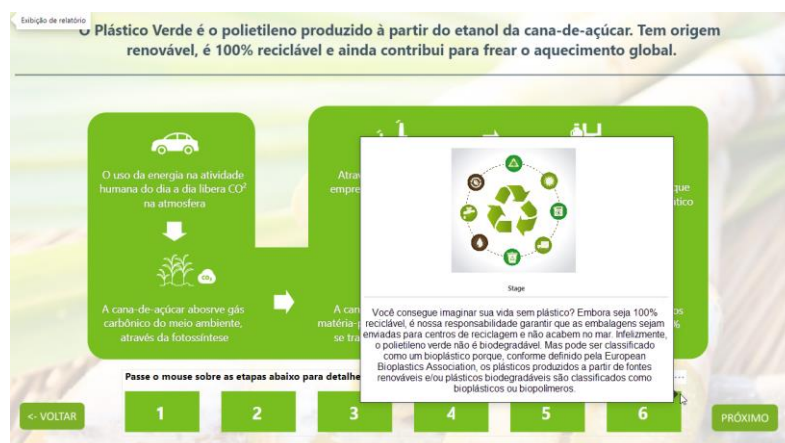 Exibição de relatório
O Plástico Verde é o polietileno produzido à partir do etanol da cana-de-açúcar. Tem origem
renovável, é 100% reciclável e ainda contribui para frear o aquecimento global.
O uso da energia na atividade
humana do dia a dia libera CO²
na atmosfera
CO₂
A cana-de-açúcar abosrve gás
carbônico do meio ambiente,
através da fotossíntese
Stage
Você consegue imaginar sua vida sem plástico? Embora seja 100%
reciclável, é nossa responsabilidade garantir que as embalagens sejam
enviadas para centros de reciclagem e não acabem no mar. Infelizmente,
o polietileno verde não é biodegradável. Mas pode ser classificado
como um bioplástico porque, conforme definido pela European
Bioplastics Association, os plásticos produzidos a partir de fontes
renováveis e/ou plásticos biodegradáveis são classificados como
bioplásticos ou biopolímeros.
Passe o mouse sobre as etapas abaixo para detalhe
<- VOLTAR
1
2
3
4
5
6
PRÓXIMO